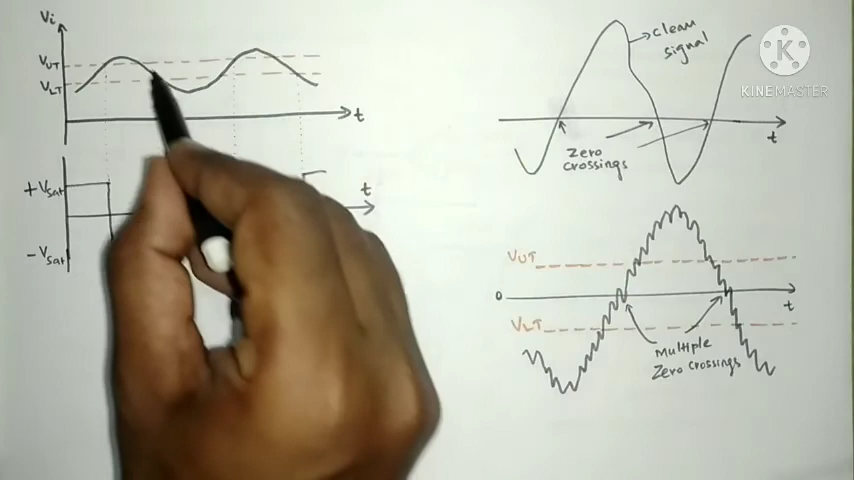 Vi
VUT
VLT
t
+Vsat
-Vsat
t
clean
signal
Zero
crossings
t
KINEMASTER
VUT
0
VLT
t
Multiple
Zero crossings